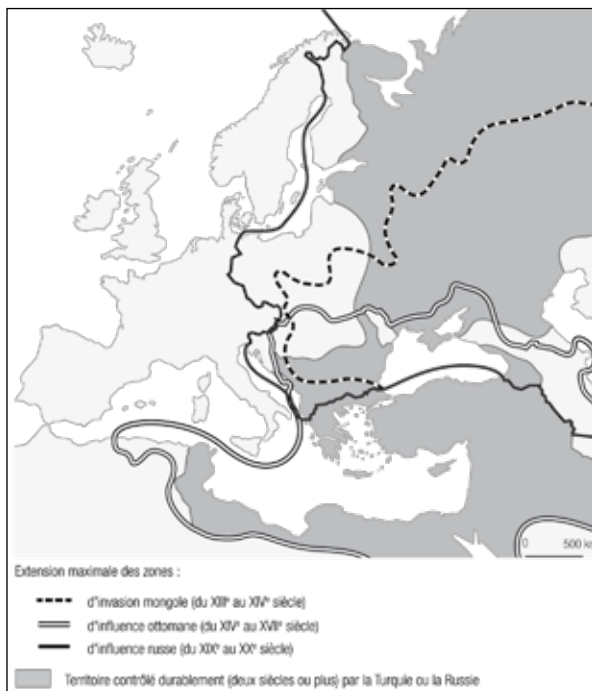 0 500 km
Extension maximale des zones :
d'invasion mongole (du XIIIe au XIVe siècle)
d'influence ottomane (du XIVe au XVIIe siècle)
d'influence russe (du XIXe au XXe siècle)
Territoire contrôlé durablement (deux siècles ou plus) par la Turquie ou la Russie